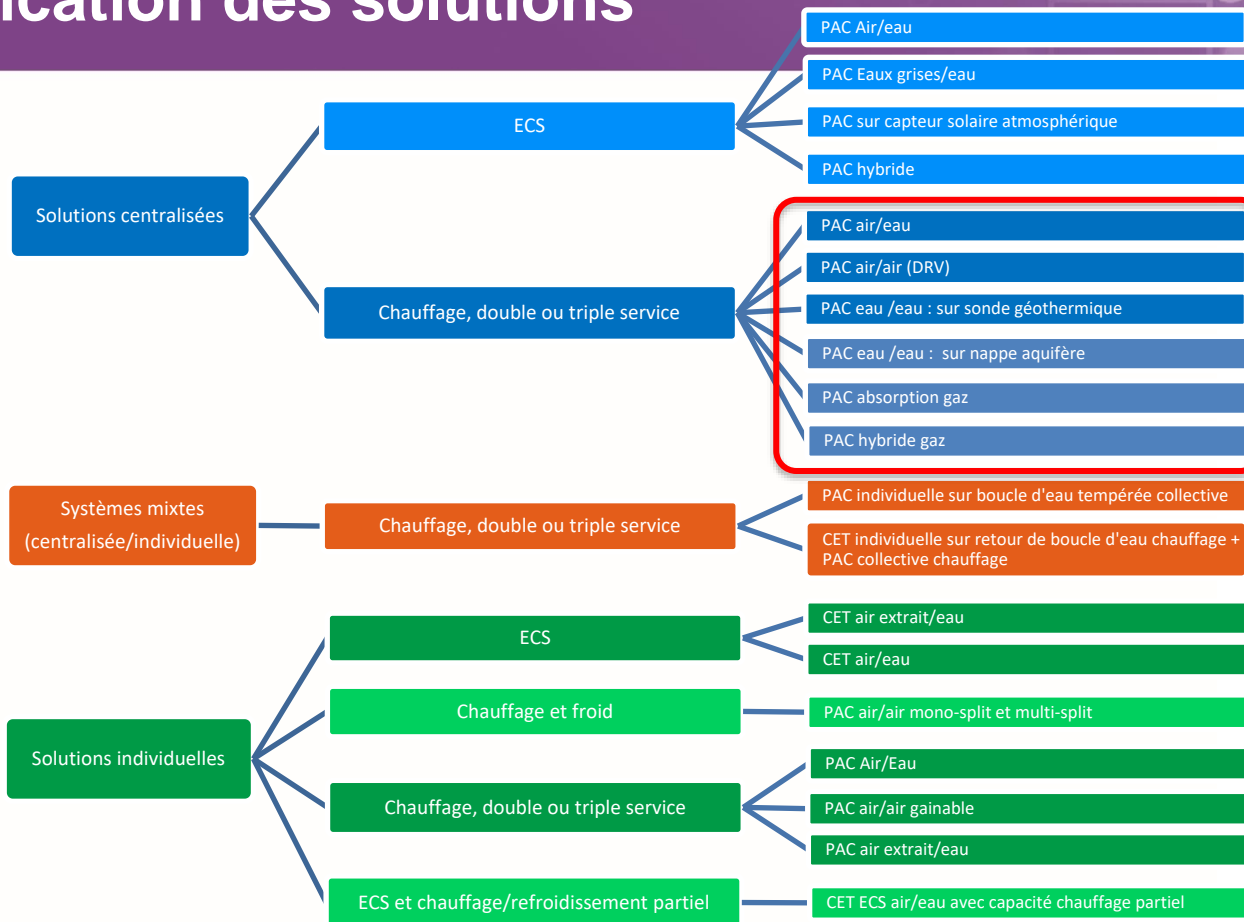 ication des solutions
PAC Air/eau
PAC Eaux grises/eau
ECS
PAC sur capteur solaire atmosphérique
PAC hybride
Solutions centralisées
PAC air/eau
PAC air/air (DRV)
Chauffage, double ou triple service
PAC eau /eau : sur sonde géothermique
PAC eau /eau : sur nappe aquifère
PAC absorption gaz
PAC hybride gaz
Systèmes mixtes
(centralisée/individuelle)
Chauffage, double ou triple service
PAC individuelle sur boucle d'eau tempérée collective
CET individuelle sur retour de boucle d'eau chauffage +
PAC collective chauffage
ECS
CET air extrait/eau
CET air/eau
Chauffage et froid
PAC air/air mono-split et multi-split
Solutions individuelles
Chauffage, double ou triple service
PAC Air/Eau
PAC air/air gainable
PAC air extrait/eau
ECS et chauffage/refroidissement partiel
CET ECS air/eau avec capacité chauffage partiel